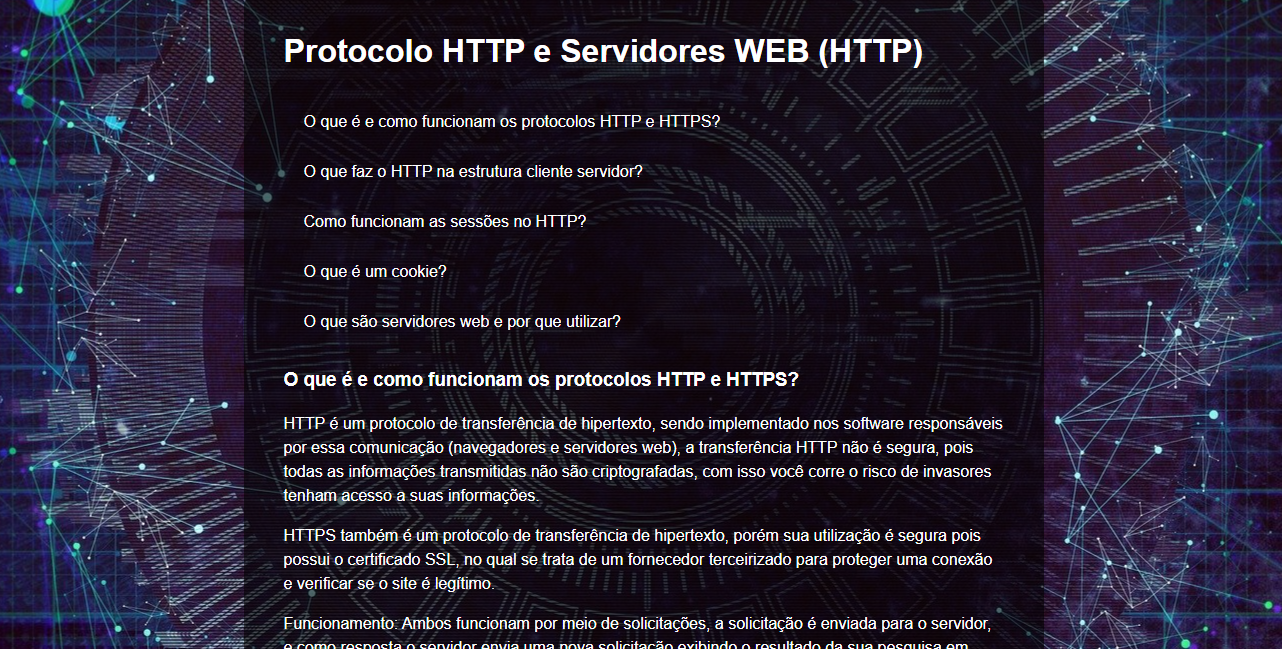 Protocolo HTTP e Servidores WEB (HTTP)
O que é e como funcionam os protocolos HTTP e HTTPS?
O que faz o HTTP na estrutura cliente servidor?
Como funcionam as sessões no HTTP?
O que é um cookie?
O que são servidores web e por que utilizar?
O que é e como funcionam os protocolos HTTP e HTTPS?
HTTP é um protocolo de transferência de hipertexto, sendo implementado nos software responsáveis
por essa comunicação (navegadores e servidores web), a transferência HTTP não é segura, pois
todas as informações transmitidas não são criptografadas, com isso você corre o risco de invasores
tenham acesso a suas informações.
HTTPS também é um protocolo de transferência de hipertexto, porém sua utilização é segura pois
possui o certificado SSL, no qual se trata de um fornecedor terceirizado para proteger uma conexão
e verificar se o site é legítimo.
Funcionamento: Ambos funcionam por meio de solicitações, a solicitação é enviada para o servidor,
e como resposta o servidor envia uma nova solicitação exibindo o resultado da sua pesquisa em